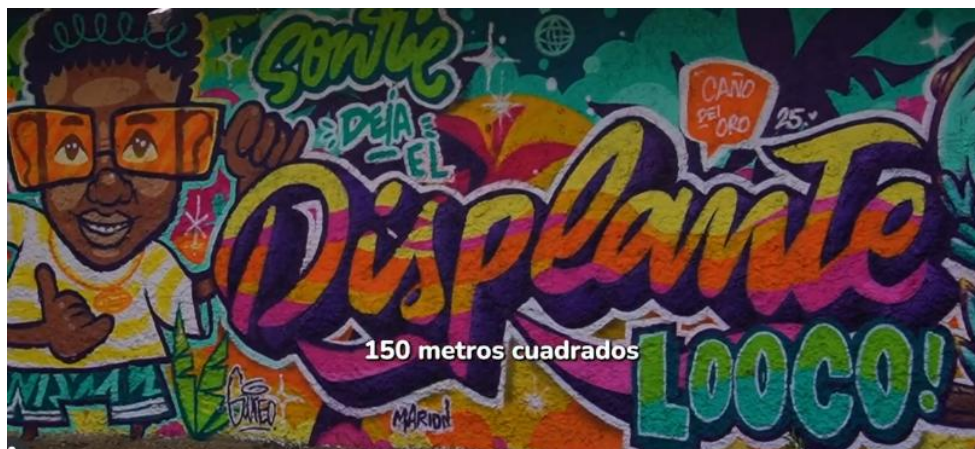 Sonríe
DEJA
EL
Displante
LOOCO!
CAÑO
DEL
ORO
25.
150 metros cuadrados
MARION